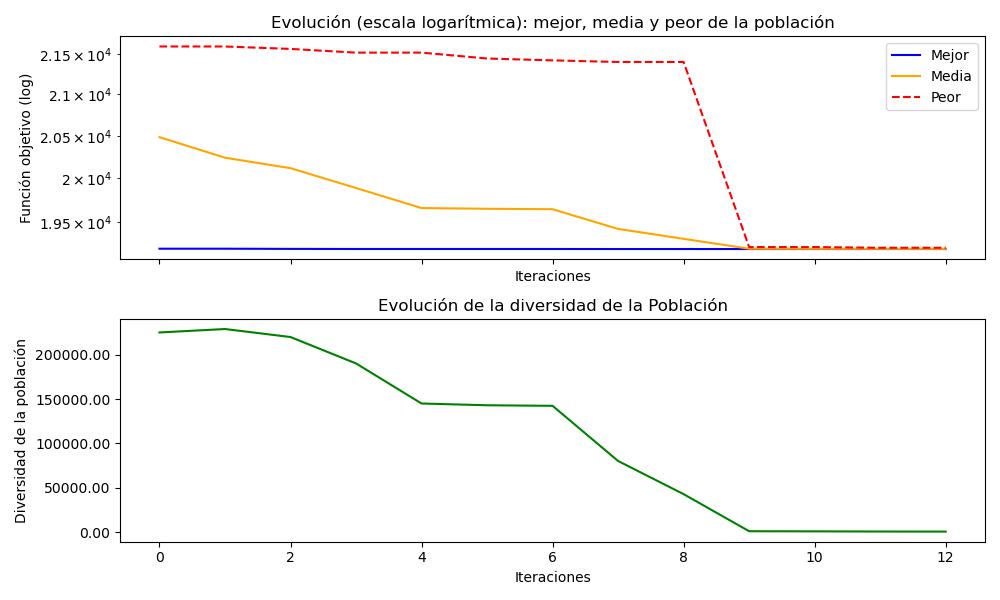 Evolución (escala logarítmica): mejor, media y peor de la población
Función objetivo (log)
2.15 × 10⁴
2.1 × 10⁴
2.05 × 10⁴
2 × 10⁴
1.95 × 10⁴
Mejor
Media
Peor
Iteraciones
Evolución de la diversidad de la Población
Diversidad de la población
200000.00
150000.00
100000.00
50000.00
0.00
0 2 4 6 8 10 12
Iteraciones